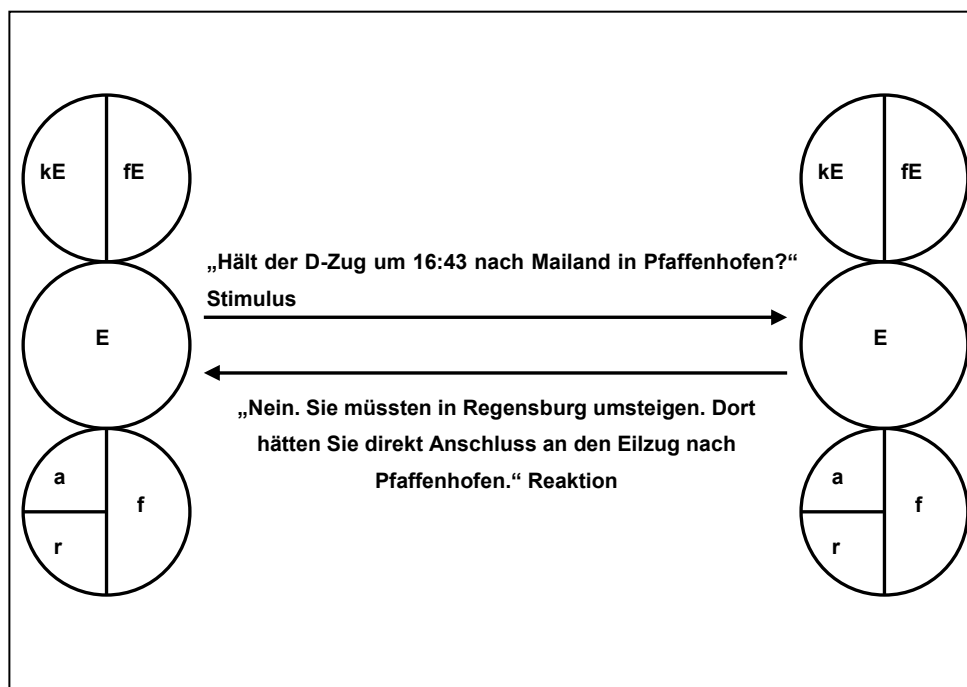 kE fE kE fE
„Hält der D-Zug um 16:43 nach Mailand in Pfaffenhofen?“
Stimulus
E E
„Nein. Sie müssten in Regensburg umsteigen. Dort
hätten Sie direkt Anschluss an den Eilzug nach
Pfaffenhofen.“ Reaktion
a a
f f
r r